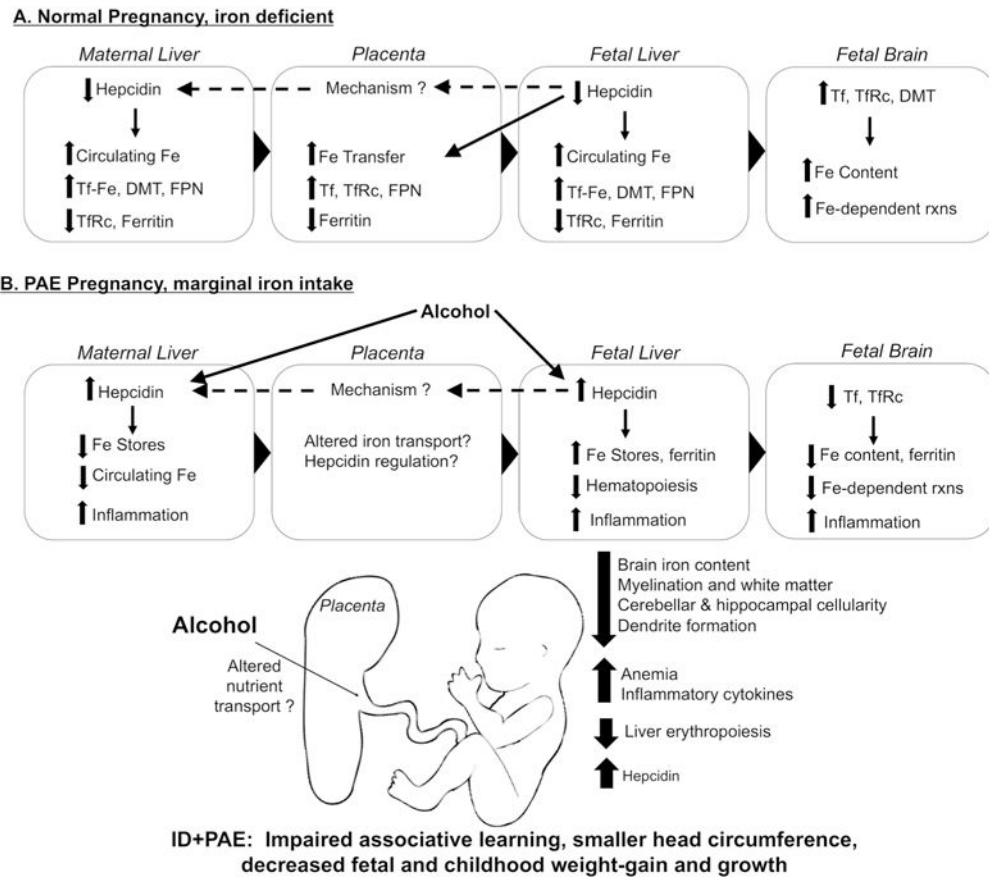 A. Normal Pregnancy, iron deficient
Maternal Liver
Hepcidin
Circulating Fe
Tf-Fe, DMT, FPN
TfRc, Ferritin
Placenta
Mechanism ?
Fe Transfer
Tf, TfRc, FPN
Ferritin
Fetal Liver
Hepcidin
Circulating Fe
Tf-Fe, DMT, FPN
TfRc, Ferritin
Fetal Brain
Tf, TfRc, DMT
Fe Content
Fe-dependent rxns
B. PAE Pregnancy, marginal iron intake
Alcohol
Maternal Liver
Hepcidin
Fe Stores
Circulating Fe
Inflammation
Placenta
Mechanism ?
Altered iron transport?
Hepcidin regulation?
Fetal Liver
Hepcidin
Fe Stores, ferritin
Hematopoiesis
Inflammation
Fetal Brain
Tf, TfRc
Fe content, ferritin
Fe-dependent rxns
Inflammation
Placenta
Alcohol
Altered
nutrient
transport ?
Brain iron content
Myelination and white matter
Cerebellar & hippocampal cellularity
Dendrite formation
Anemia
Inflammatory cytokines
Liver erythropoiesis
Hepcidin
ID+PAE: Impaired associative learning, smaller head circumference,
decreased fetal and childhood weight-gain and growth